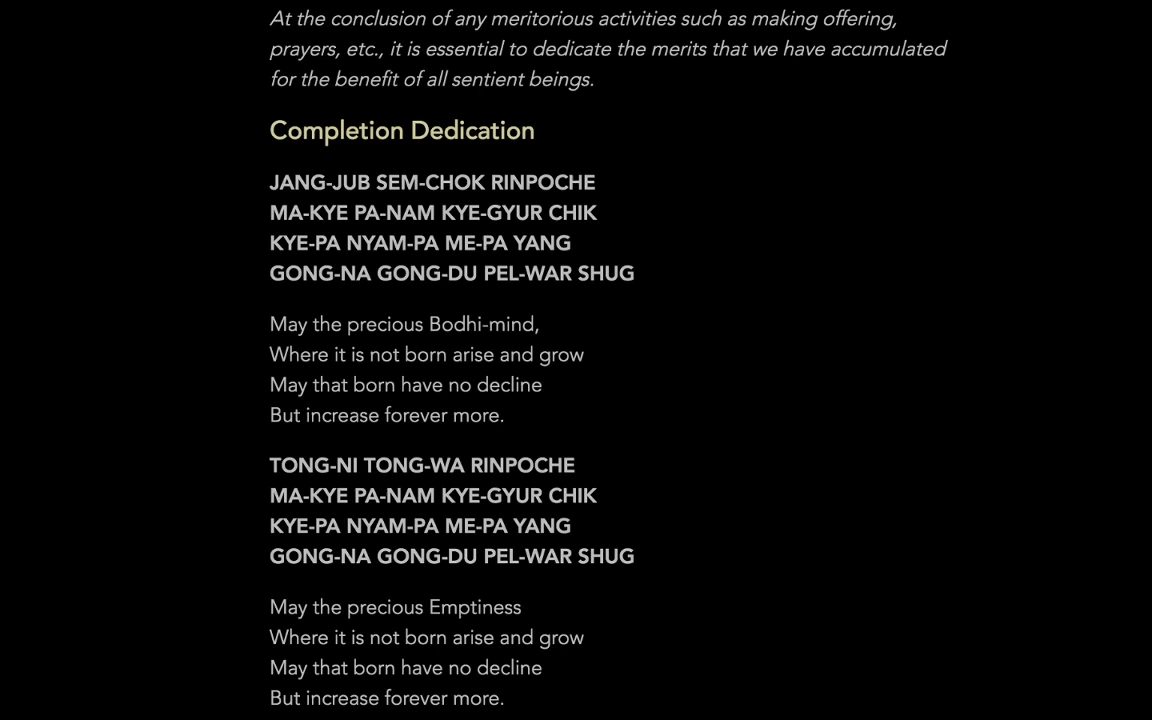 At the conclusion of any meritorious activities such as making offering,
prayers, etc., it is essential to dedicate the merits that we have accumulated
for the benefit of all sentient beings.
Completion Dedication
JANG-JUB SEM-CHOK RINPOCHE
MA-KYE PA-NAM KYE-GYUR CHIK
KYE-PA NYAM-PA ME-PA YANG
GONG-NA GONG-DU PEL-WAR SHUG
May the precious Bodhi-mind,
Where it is not born arise and grow
May that born have no decline
But increase forever more.
TONG-NI TONG-WA RINPOCHE
MA-KYE PA-NAM KYE-GYUR CHIK
KYE-PA NYAM-PA ME-PA YANG
GONG-NA GONG-DU PEL-WAR SHUG
May the precious Emptiness
Where it is not born arise and grow
May that born have no decline
But increase forever more.